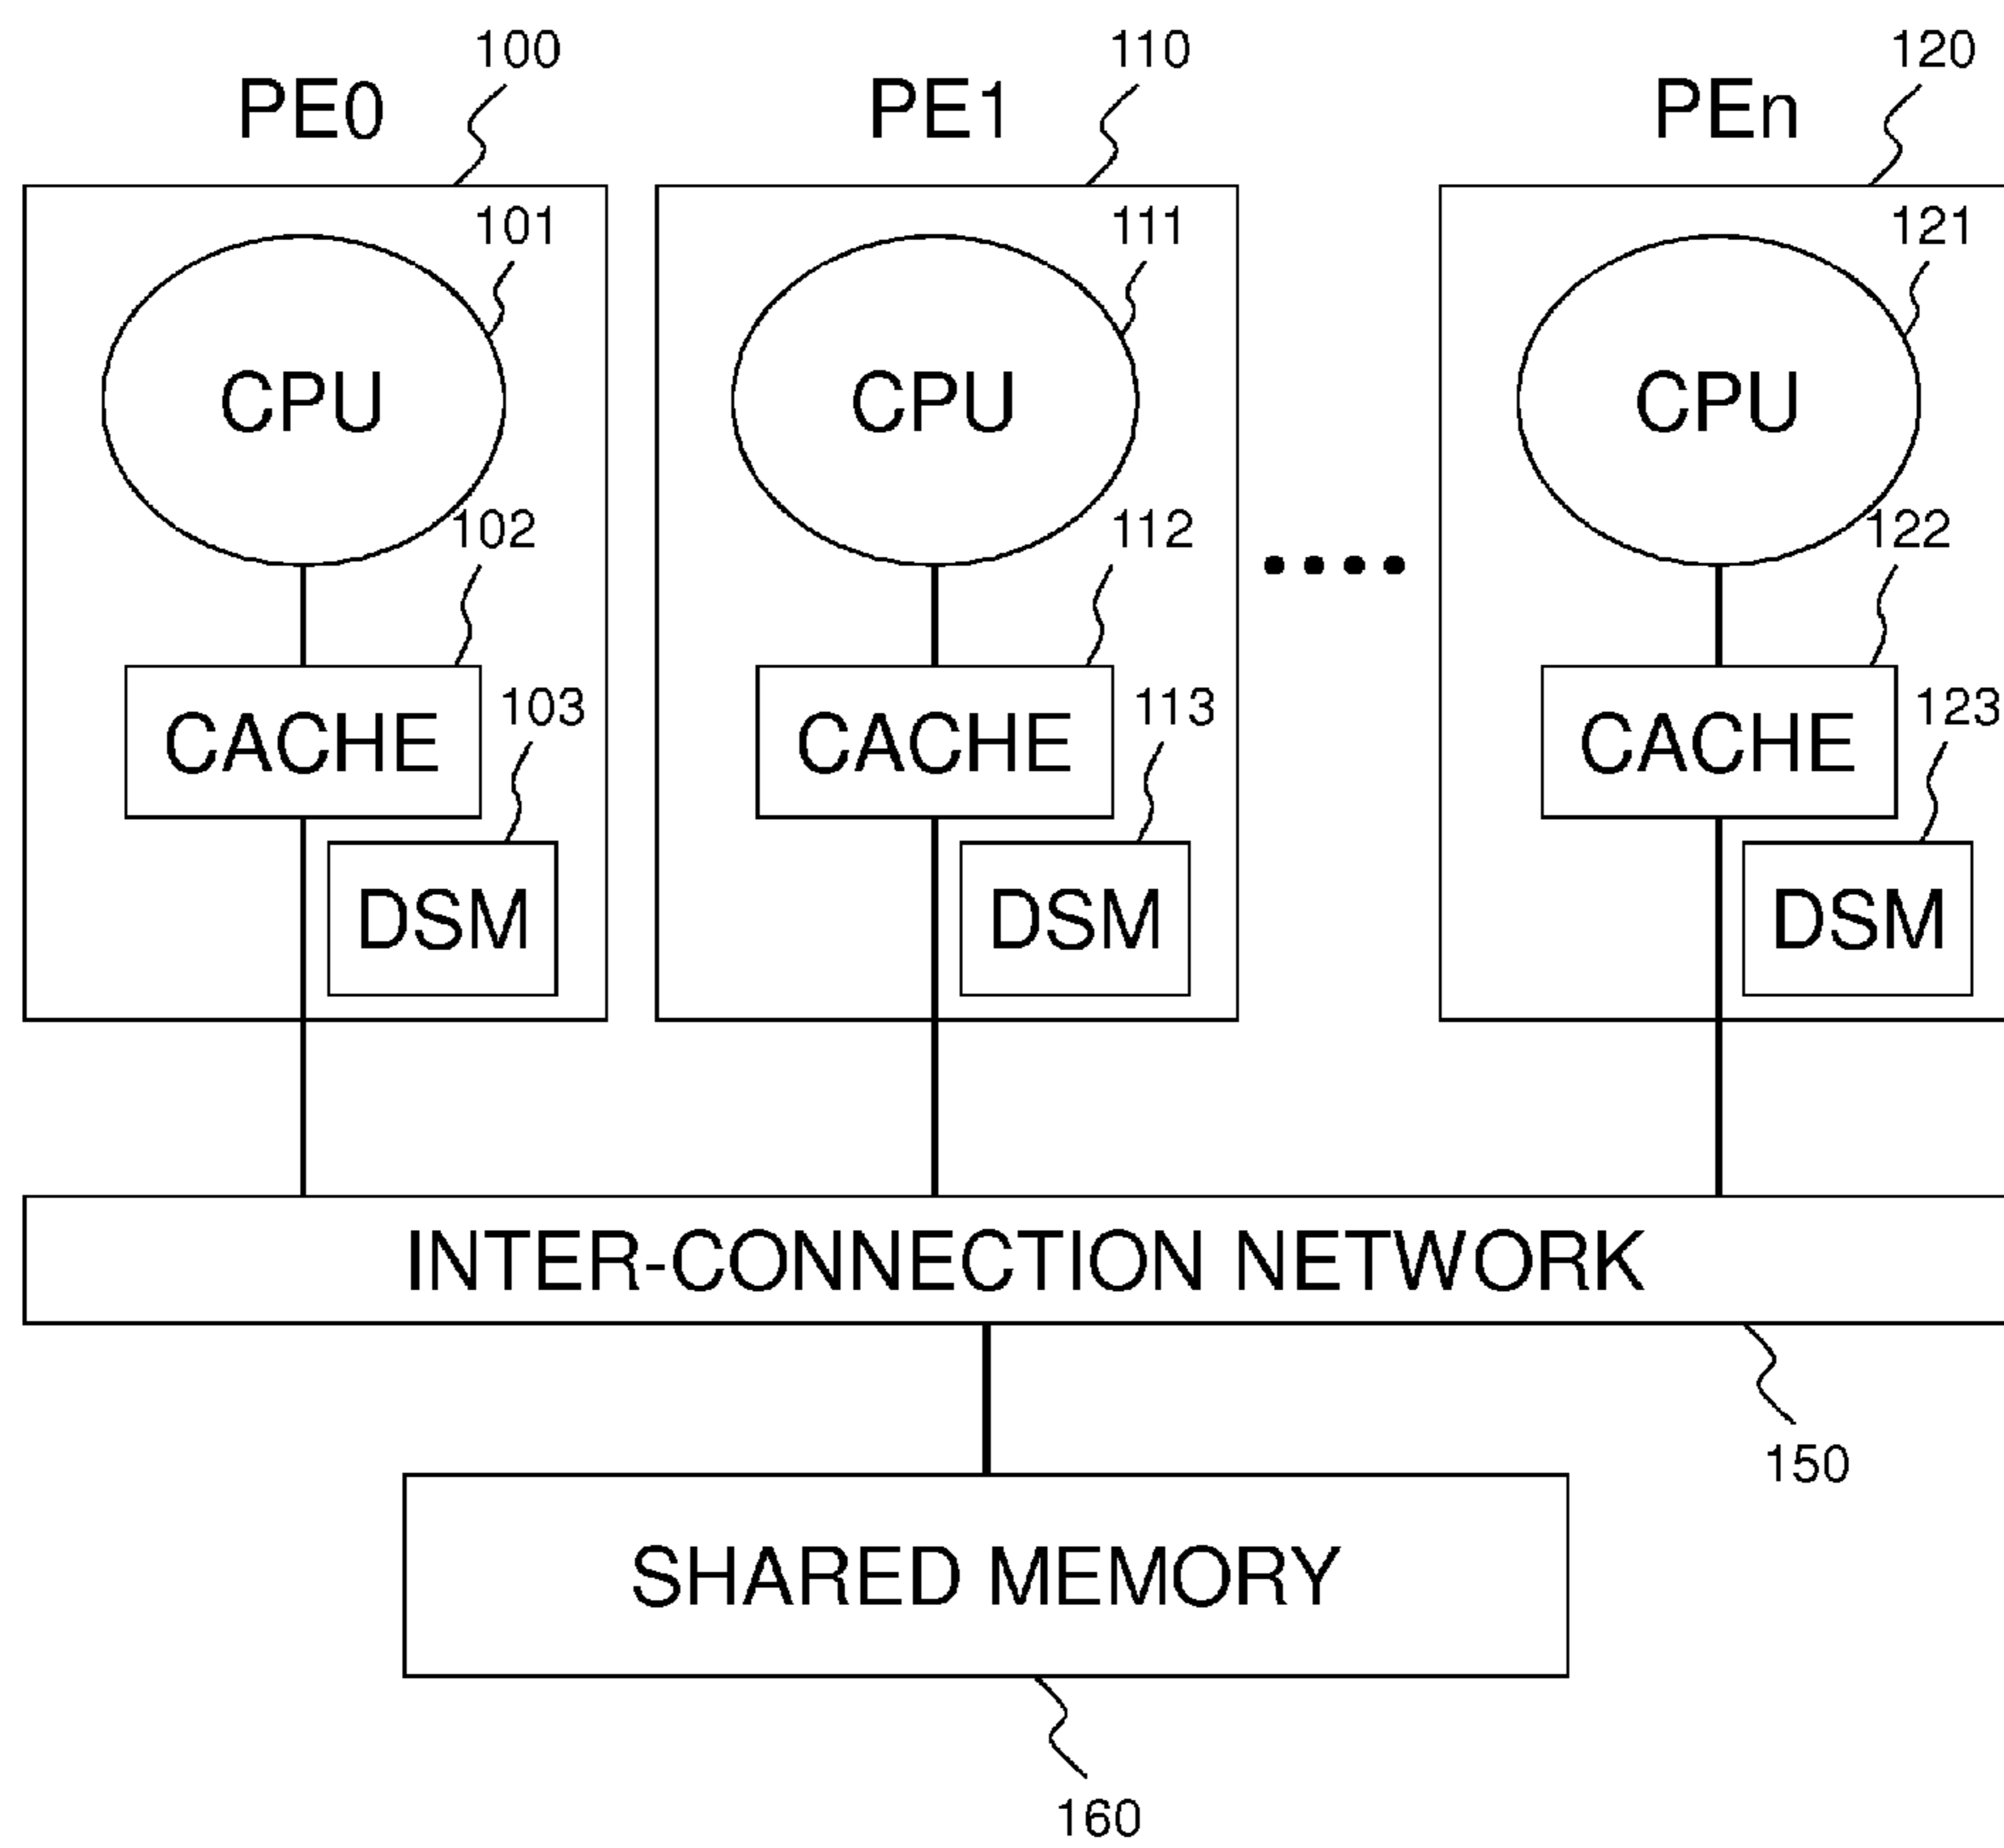 100 110 120
PE0 PE1 PEn
101 111 121
CPU CPU CPU
102 112 122
103 113 123
CACHE CACHE CACHE
DSM DSM DSM
INTER-CONNECTION NETWORK
150
SHARED MEMORY
160